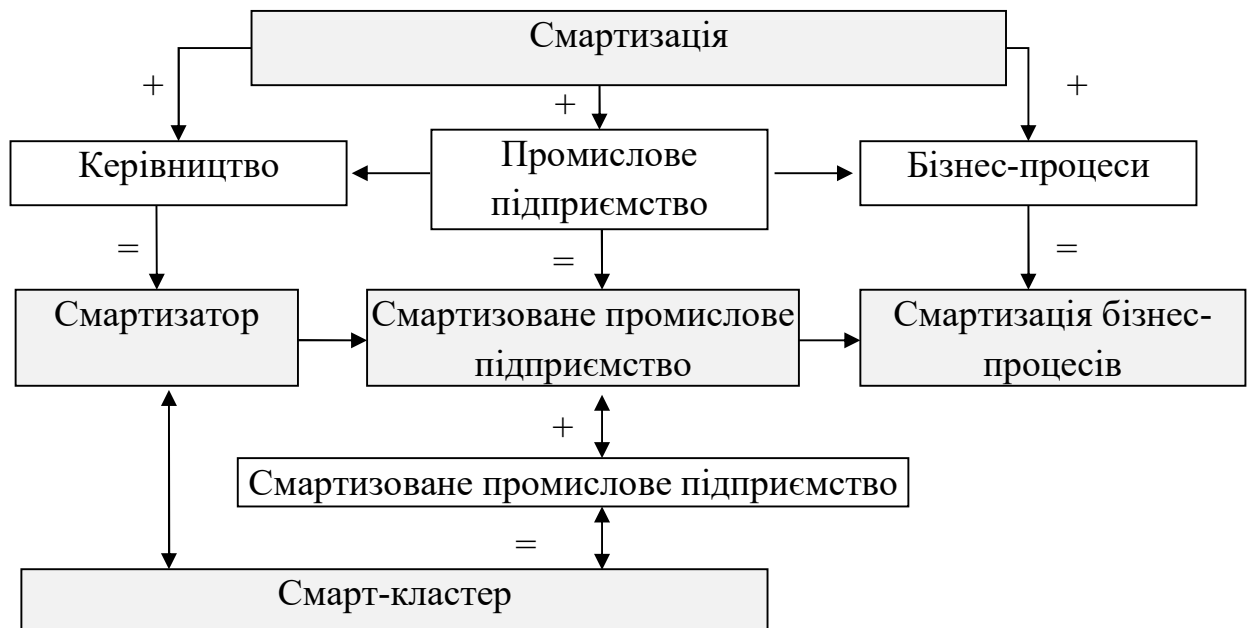 Смартизація
+
+
+
Керівництво
Промислове
підприємство
Бізнес-процеси
=
=
=
Смартизатор
Смартизоване промислове
підприємство
Смартизація бізнес-
процесів
+
Смартизоване промислове підприємство
=
Смарт-кластер